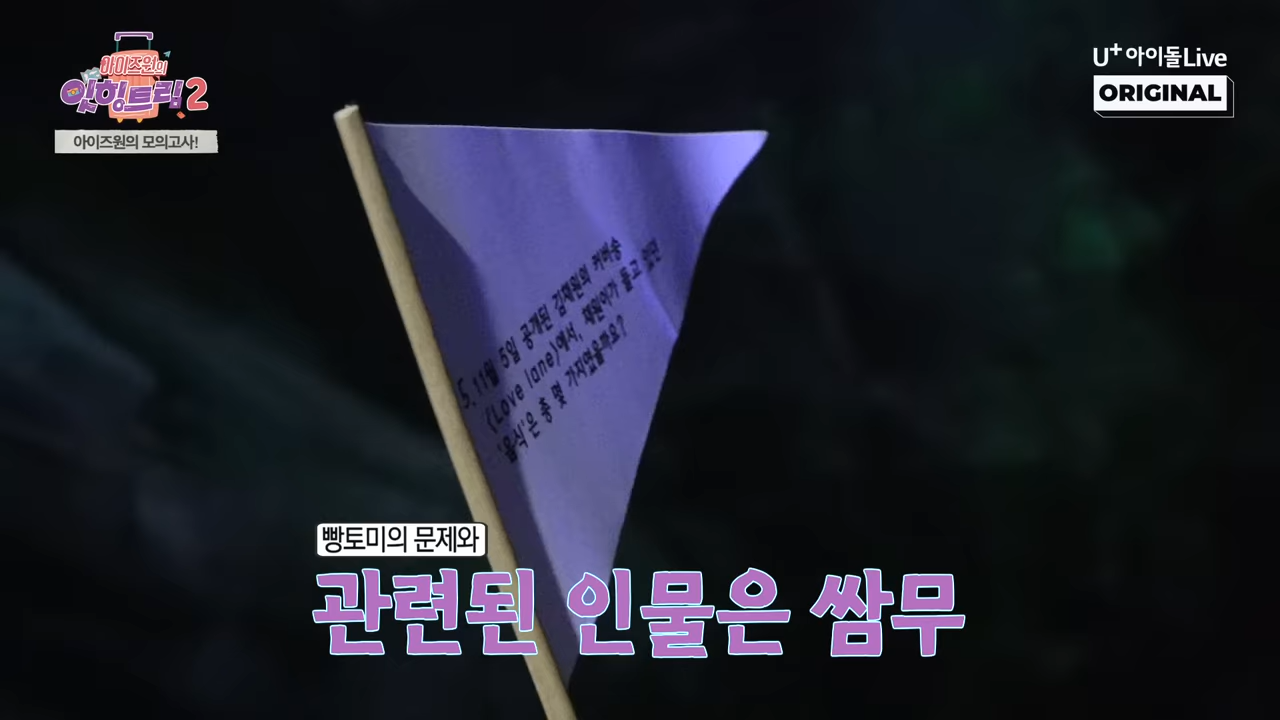 아이즈원의
잇힝트립2
아이즈원의 모의고사!
U+아이돌Live
ORIGINAL
5. 11월 5일 공개된 김채원의 커버송
《Love lane》에서, 채원이가 들고 있던
'음식'은 총 몇 가지였을까요?
빵토미의 문제와
관련된 인물은 쌈무